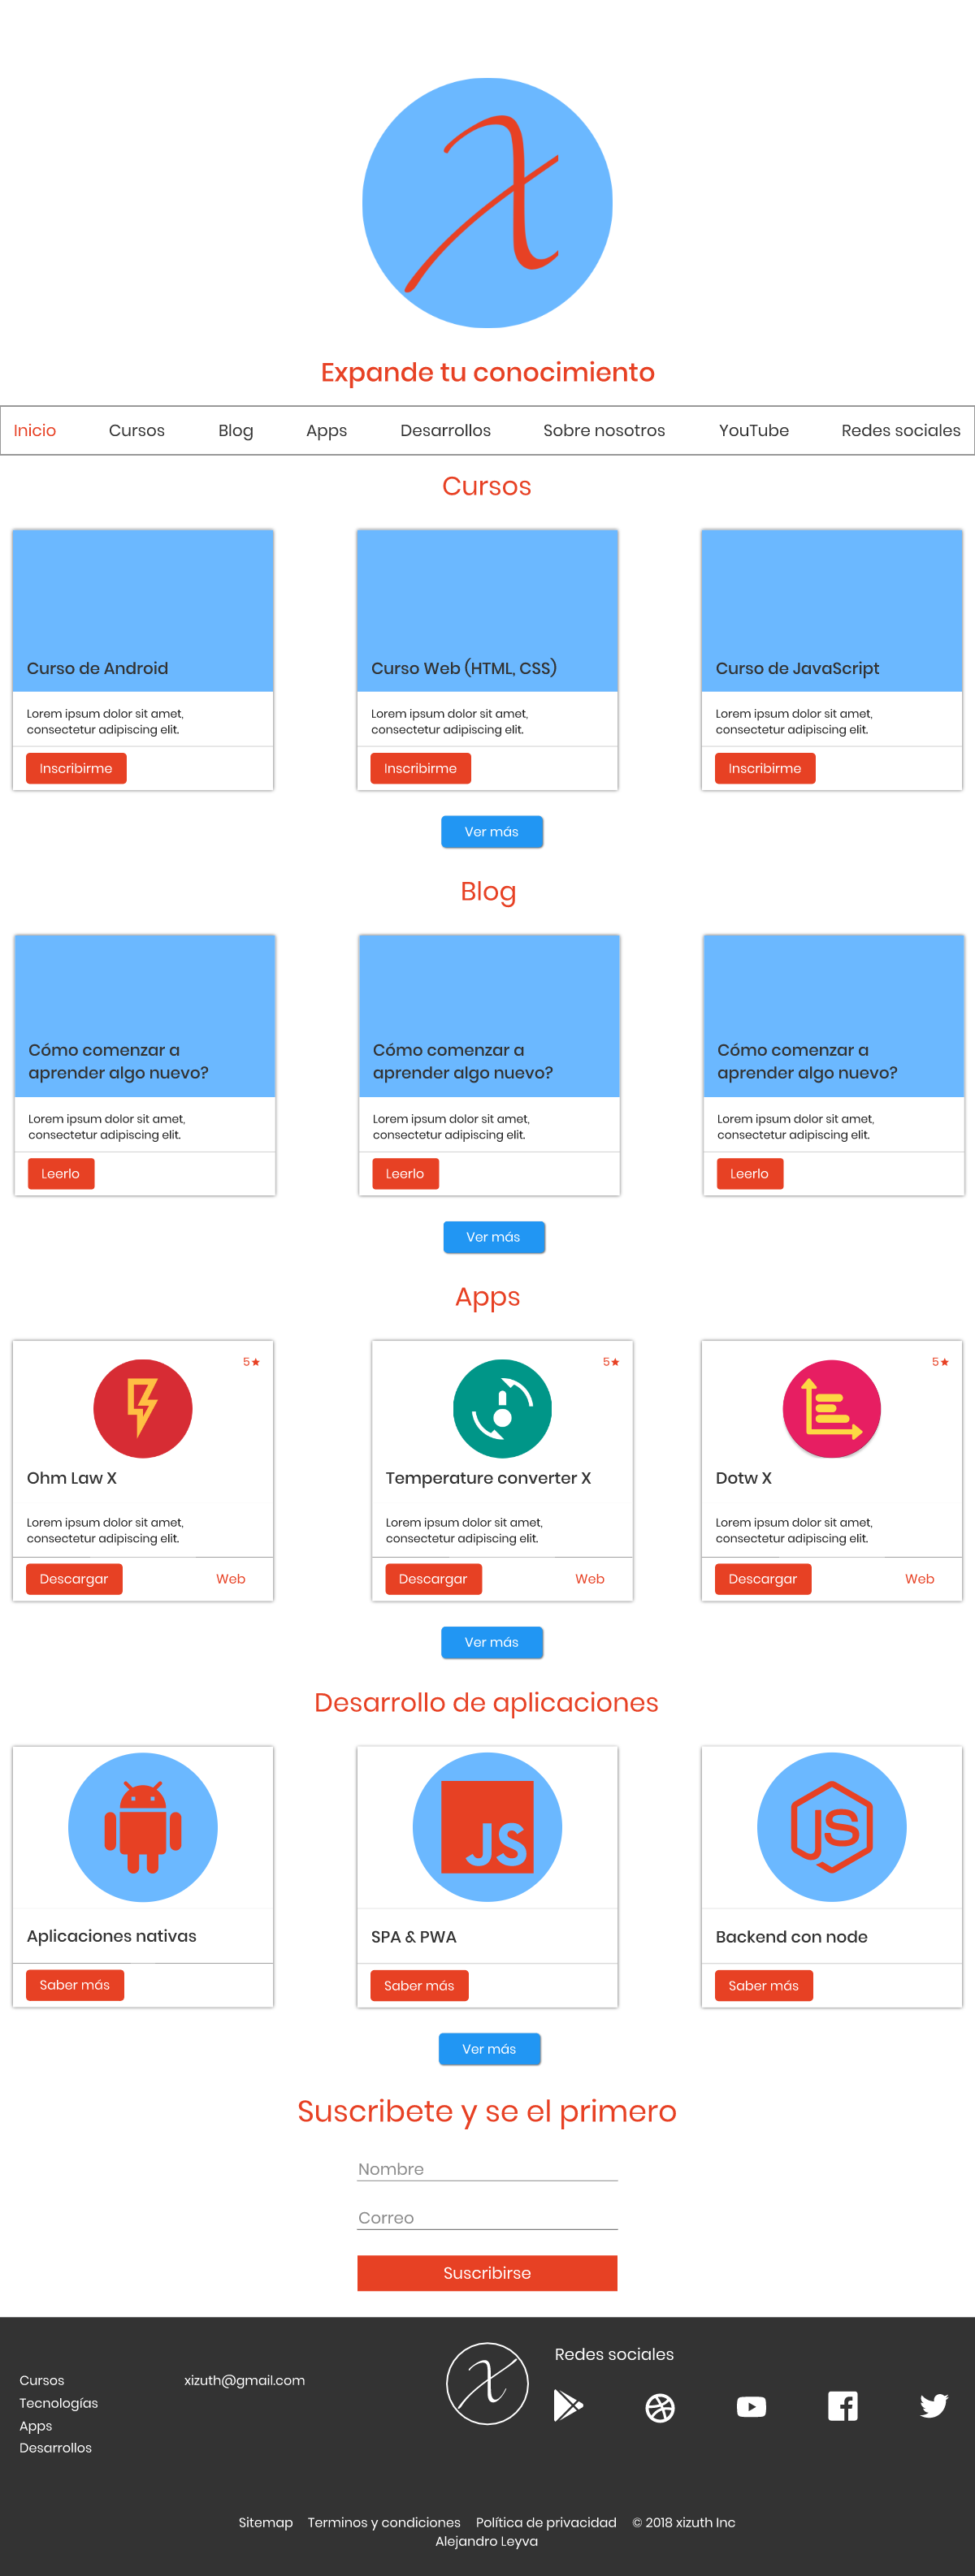 X
Expande tu conocimiento
Inicio Cursos Blog Apps Desarrollos Sobre nosotros YouTube Redes sociales
Cursos
Curso de Android
Lorem ipsum dolor sit amet,
consectetur adipiscing elit.
Inscribirme
Curso Web (HTML, CSS)
Lorem ipsum dolor sit amet,
consectetur adipiscing elit.
Inscribirme
Curso de JavaScript
Lorem ipsum dolor sit amet,
consectetur adipiscing elit.
Inscribirme
Ver más
Blog
Cómo comenzar a
aprender algo nuevo?
Lorem ipsum dolor sit amet,
consectetur adipiscing elit.
Leerlo
Cómo comenzar a
aprender algo nuevo?
Lorem ipsum dolor sit amet,
consectetur adipiscing elit.
Leerlo
Cómo comenzar a
aprender algo nuevo?
Lorem ipsum dolor sit amet,
consectetur adipiscing elit.
Leerlo
Ver más
Apps
5★
Ohm Law X
Lorem ipsum dolor sit amet,
consectetur adipiscing elit.
Descargar Web
5★
Temperature converter X
Lorem ipsum dolor sit amet,
consectetur adipiscing elit.
Descargar Web
5★
Dotw X
Lorem ipsum dolor sit amet,
consectetur adipiscing elit.
Descargar Web
Ver más
Desarrollo de aplicaciones
Aplicaciones nativas
Saber más
JS
SPA & PWA
Saber más
JS
Backend con node
Saber más
Ver más
Suscribete y se el primero
Nombre
Correo
Suscribirse
Cursos
Tecnologías
Apps
Desarrollos
xizuth@gmail.com
X
Redes sociales
Sitemap Terminos y condiciones Política de privacidad © 2018 xizuth Inc
Alejandro Leyva